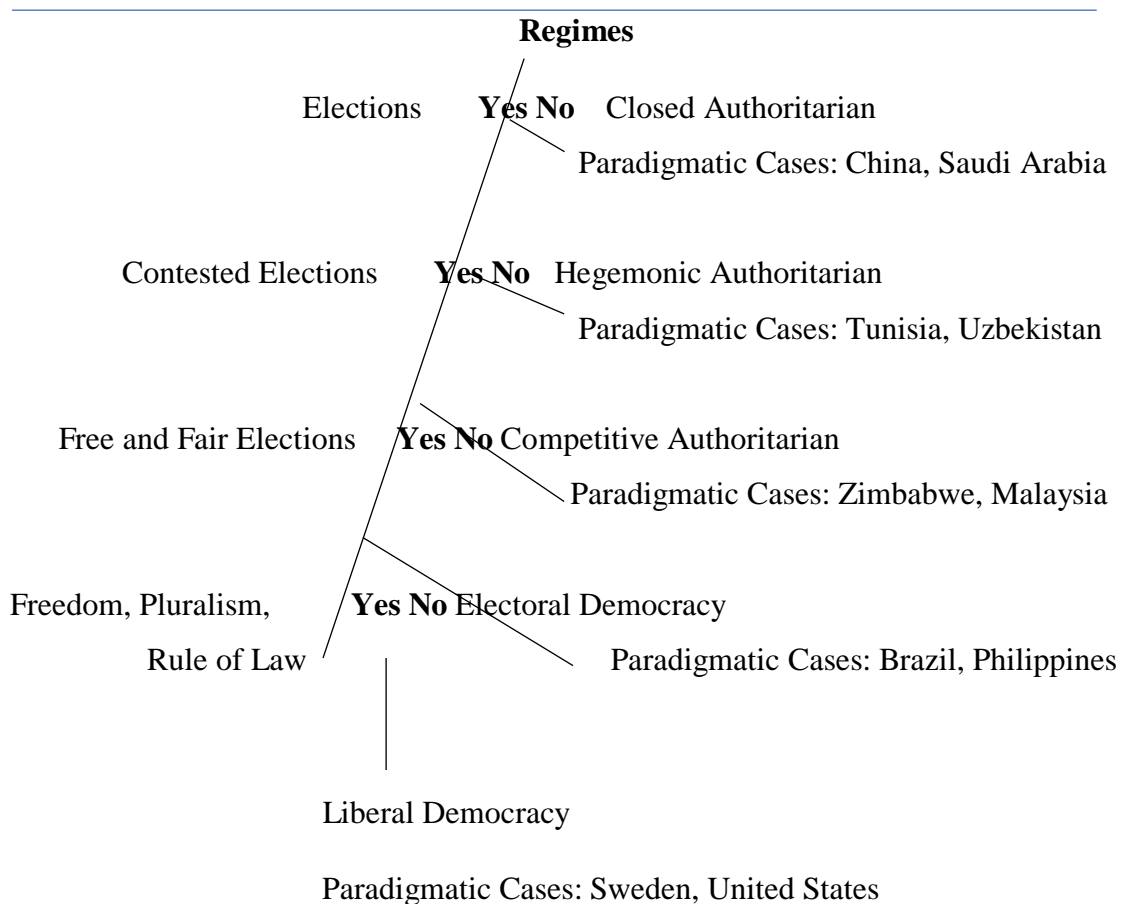 Regimes
Elections Yes No Closed Authoritarian
Paradigmatic Cases: China, Saudi Arabia
Contested Elections Yes No Hegemonic Authoritarian
Paradigmatic Cases: Tunisia, Uzbekistan
Free and Fair Elections Yes No Competitive Authoritarian
Paradigmatic Cases: Zimbabwe, Malaysia
Freedom, Pluralism, Yes No Electoral Democracy
Rule of Law Paradigmatic Cases: Brazil, Philippines
Liberal Democracy
Paradigmatic Cases: Sweden, United States